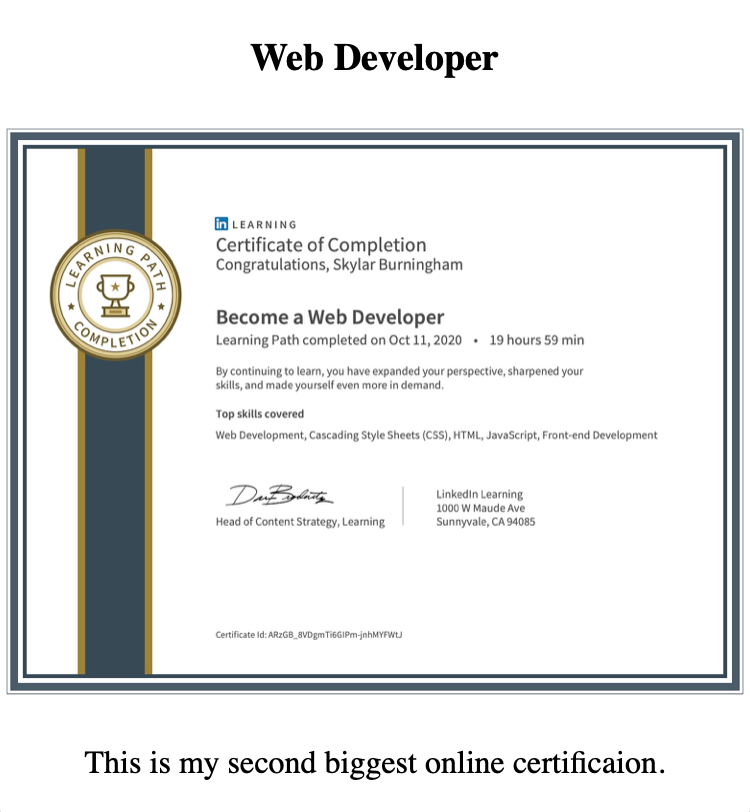 Web Developer
in LEARNING
Certificate of Completion
Congratulations, Skylar Burningham
LEARNING PATH
COMPLETION
Become a Web Developer
Learning Path completed on Oct 11, 2020 • 19 hours 59 min
By continuing to learn, you have expanded your perspective, sharpened your
skills, and made yourself even more in demand.
Top skills covered
Web Development, Cascading Style Sheets (CSS), HTML, JavaScript, Front-end Development
Head of Content Strategy, Learning
LinkedIn Learning
1000 W Maude Ave
Sunnyvale, CA 94085
Certificate Id: ARzGB_8VDgmTi6GIPm-jnhMYFWtJ
This is my second biggest online certificaion.